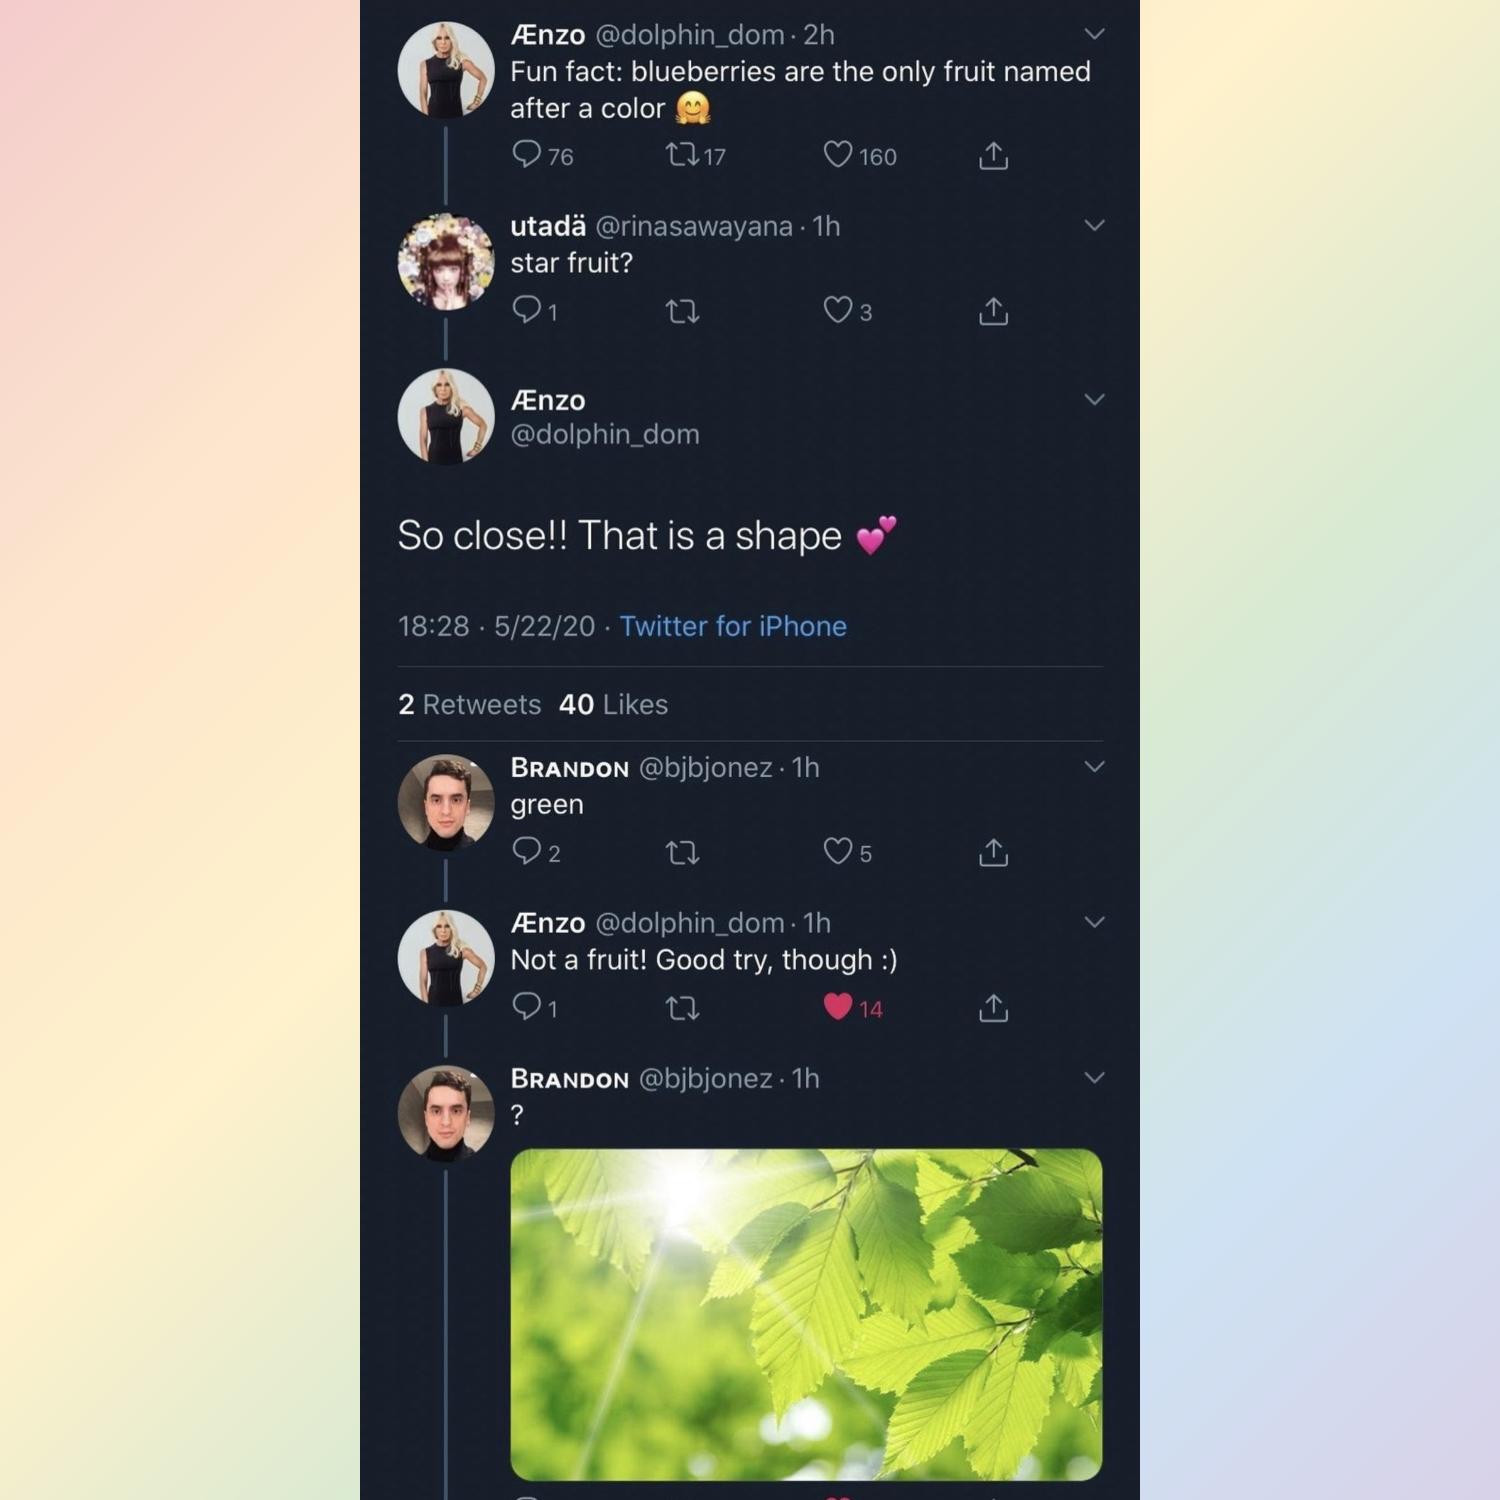 Ænzo @dolphin_dom · 2h
Fun fact: blueberries are the only fruit named
after a color 🤗
76 17 160
utadä @rinasawayana · 1h
star fruit?
1 3
Ænzo
@dolphin_dom
So close!! That is a shape 💕
18:28 · 5/22/20 · Twitter for iPhone
2 Retweets 40 Likes
Brandon @bjbjonez · 1h
green
2 5
Ænzo @dolphin_dom · 1h
Not a fruit! Good try, though :)
1 14
Brandon @bjbjonez · 1h
?